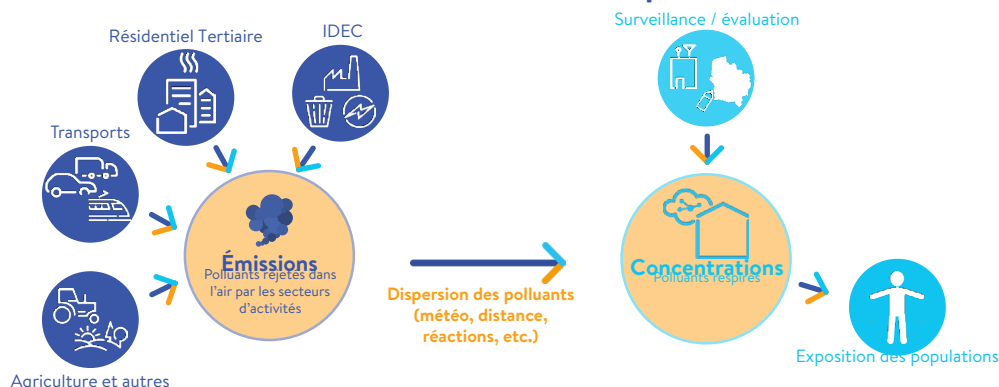 Surveillance / évaluation
Résidentiel Tertiaire
IDEC
Transports
Émissions
Polluants rejetés dans
l'air par les secteurs
d'activités
Dispersion des polluants
(météo, distance,
réactions, etc.)
Concentrations
Polluants respirés
Exposition des populations
Agriculture et autres